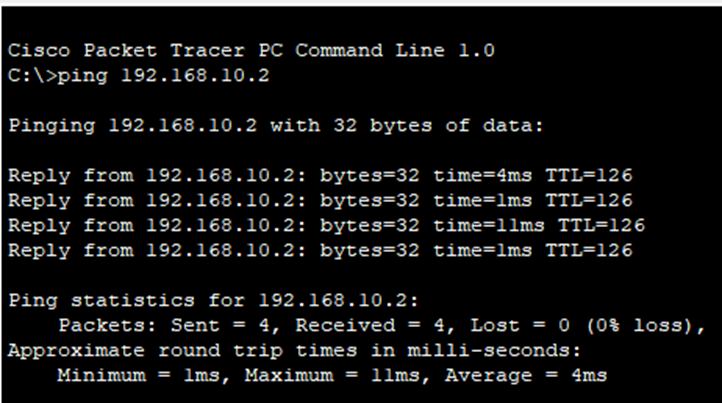 Cisco Packet Tracer PC Command Line 1.0
C:\>ping 192.168.10.2
Pinging 192.168.10.2 with 32 bytes of data:
Reply from 192.168.10.2: bytes=32 time=4ms TTL=126
Reply from 192.168.10.2: bytes=32 time=1ms TTL=126
Reply from 192.168.10.2: bytes=32 time=11ms TTL=126
Reply from 192.168.10.2: bytes=32 time=1ms TTL=126
Ping statistics for 192.168.10.2:
Packets: Sent = 4, Received = 4, Lost = 0 (0% loss),
Approximate round trip times in milli-seconds:
Minimum = 1ms, Maximum = 11ms, Average = 4ms